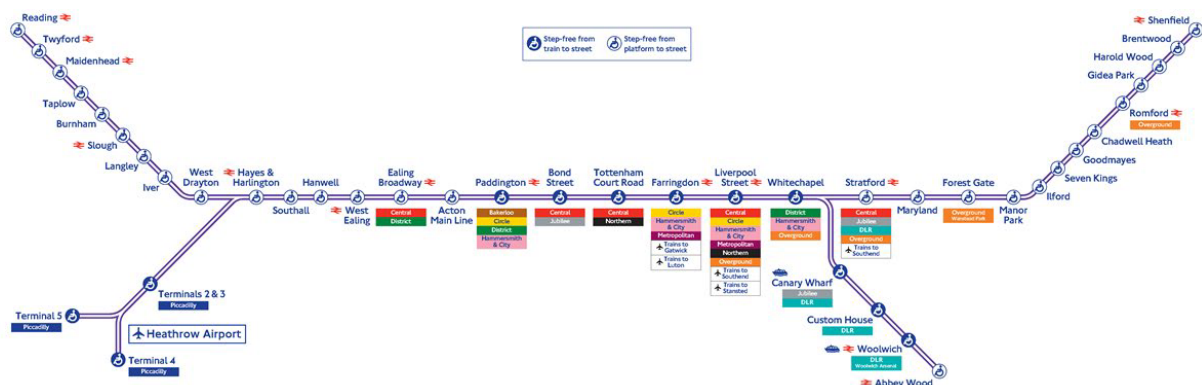 Reading
Twyford
Maidenhead
Taplow
Burnham
Slough
Langley
Iver
West
Drayton
Hayes &
Harlington
Southall
Hanwell
West
Ealing
Ealing
Broadway
Central
District
Acton
Main Line
Paddington
Bakerloo
Circle
District
Hammersmith
& City
Bond
Street
Central
Jubilee
Tottenham
Court Road
Central
Northern
Farringdon
Circle
Hammersmith
& City
Metropolitan
Trains to
Gatwick
Trains to
Luton
Liverpool
Street
Central
Circle
Hammersmith
& City
Metropolitan
Northern
Overground
Trains to
Southend
Trains to
Stansted
Whitechapel
District
Hammersmith
& City
Overground
Stratford
Central
Jubilee
DLR
Overground
Trains to
Southend
Maryland
Forest Gate
Overground
Wanstead Park
Manor
Park
Ilford
Seven Kings
Goodmayes
Chadwell Heath
Romford
Overground
Gidea Park
Harold Wood
Brentwood
Shenfield
Step-free from
train to street
Step-free from
platform to street
Terminals 2 & 3
Piccadilly
Terminal 5
Piccadilly
Heathrow Airport
Terminal 4
Piccadilly
Canary Wharf
Jubilee
DLR
Custom House
DLR
Woolwich
DLR
Woolwich Arsenal
Abbey Wood